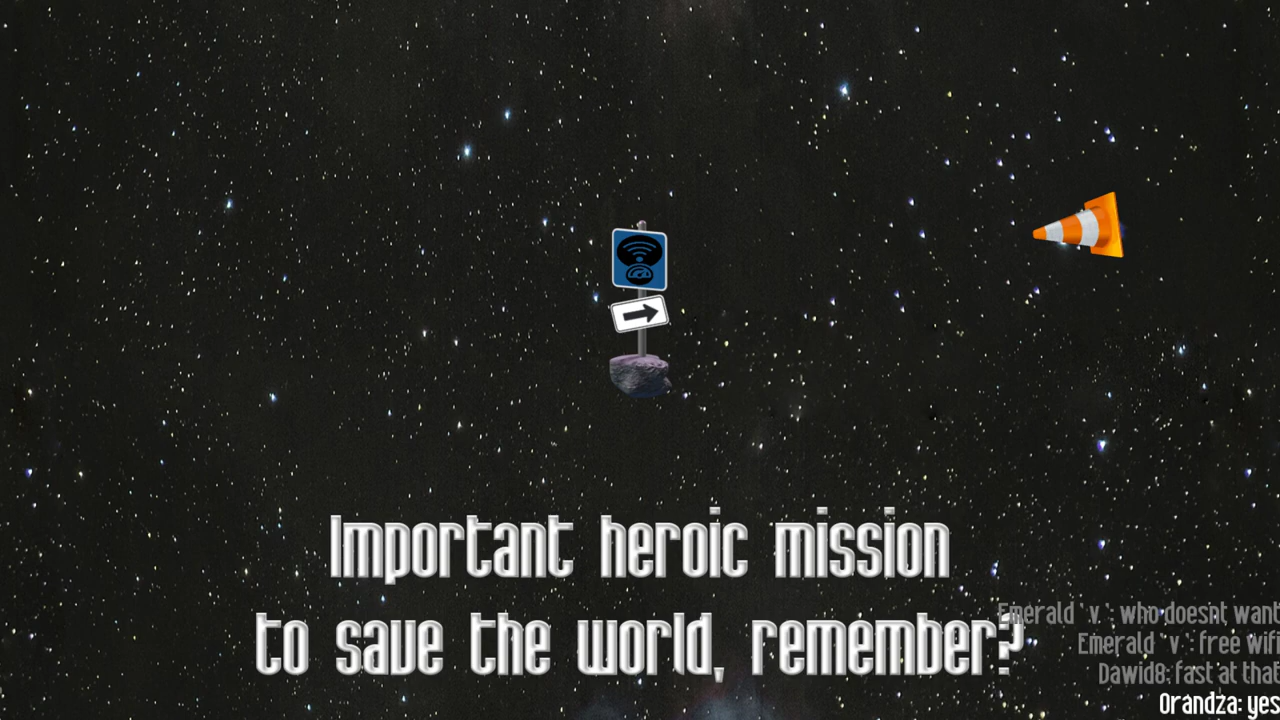 Important heroic mission
to save the world, remember?
Emerald ' v ' : who doesnt want
Emerald ' v ' : free wifi
Dawid8: fast at that
Orandza: yes